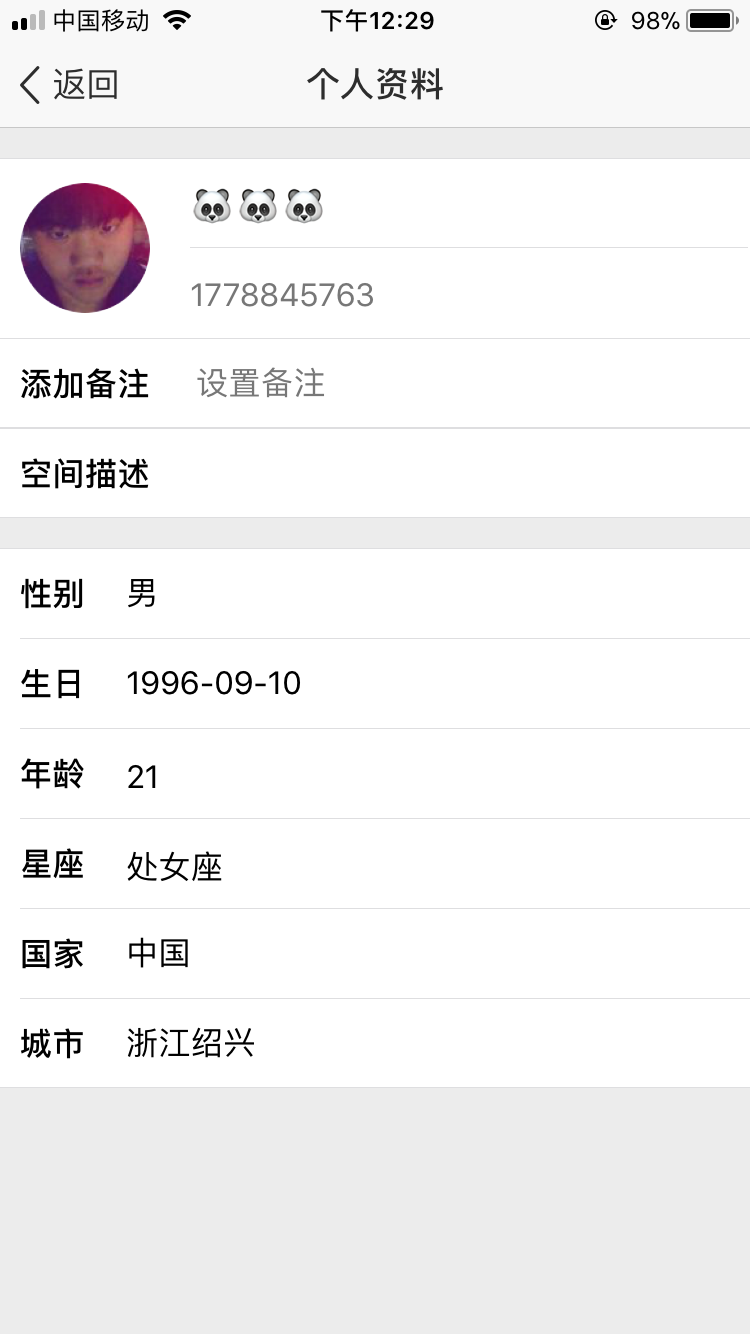 中国移动 下午12:29 98%
返回 个人资料
🐼🐼🐼
1778845763
添加备注 设置备注
空间描述
性别 男
生日 1996-09-10
年龄 21
星座 处女座
国家 中国
城市 浙江绍兴